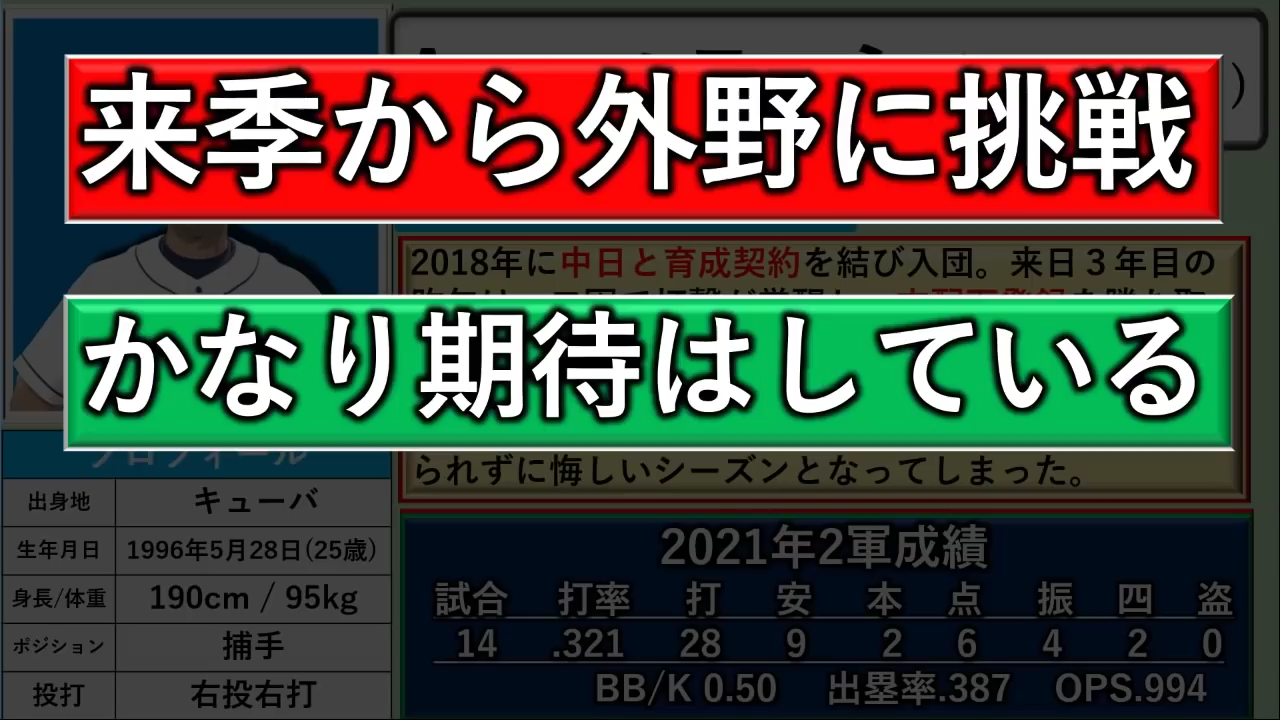 来季から外野に挑戦
)
2018年に中日と育成契約を結び入団。来日３年目の
かなり期待はしている
られずに悔しいシーズンとなってしまった。
プロフィール
出身地 キューバ
生年月日 1996年5月28日(25歳)
身長/体重 190cm / 95kg
ポジション 捕手
投打 右投右打
2021年2軍成績
試合 打率 打 安 本 点 振 四 盗
14 .321 28 9 2 6 4 2 0
BB/K 0.50 出塁率.387 OPS.994